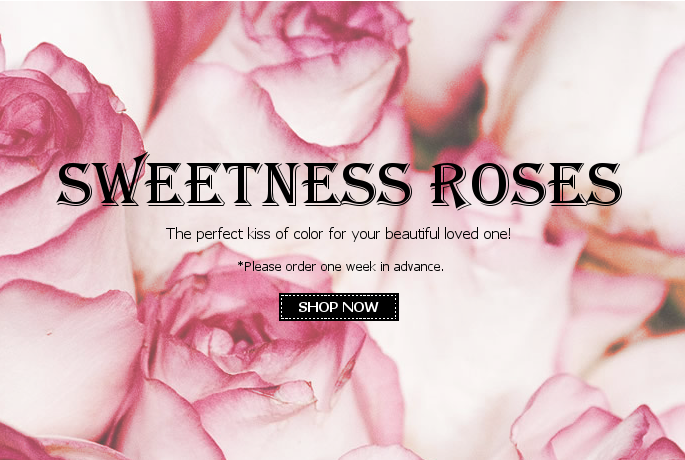 SWEETNESS ROSES
The perfect kiss of color for your beautiful loved one!
*Please order one week in advance.
SHOP NOW